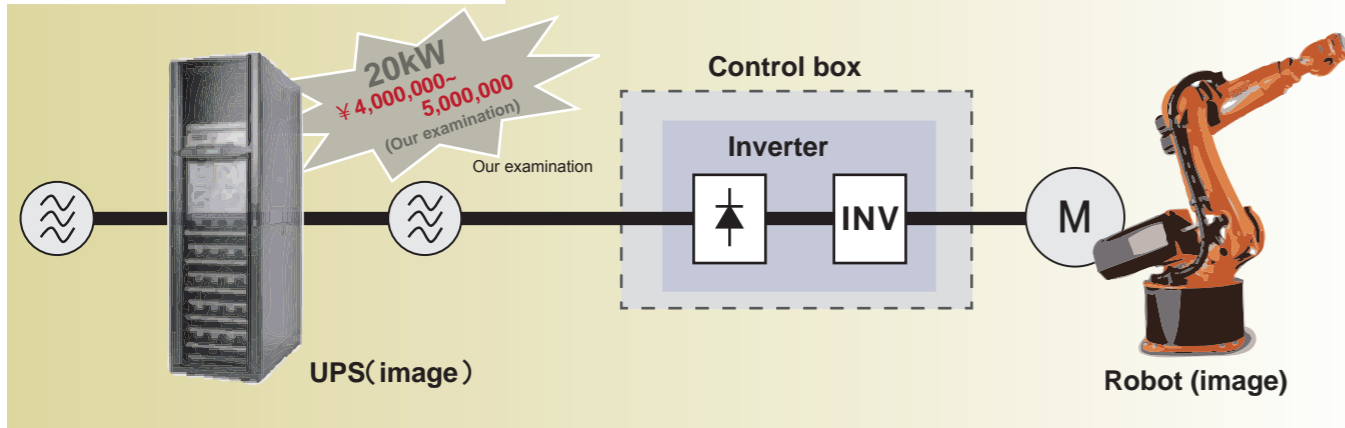 20kW
¥4,000,000~
5,000,000
(Our examination)
Our examination
Control box
Inverter
INV
M
UPS(image)
Robot (image)